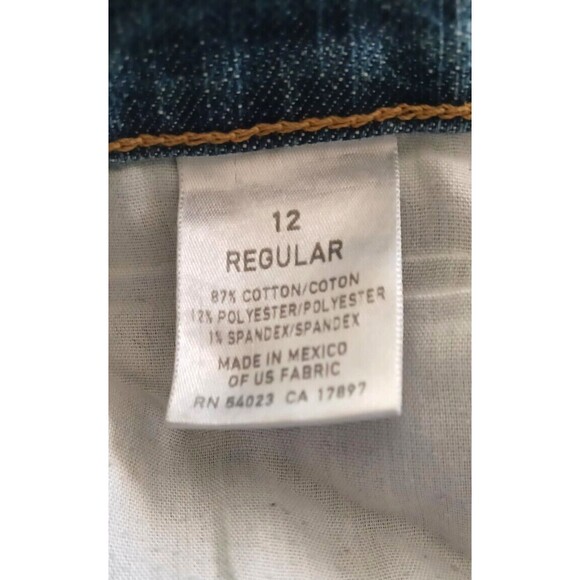 12
REGULAR
87% COTTON/COTON
12% POLYESTER/POLYESTER
1% SPANDEX/SPANDEX
MADE IN MEXICO
OF US FABRIC
RN 54023 CA 17897